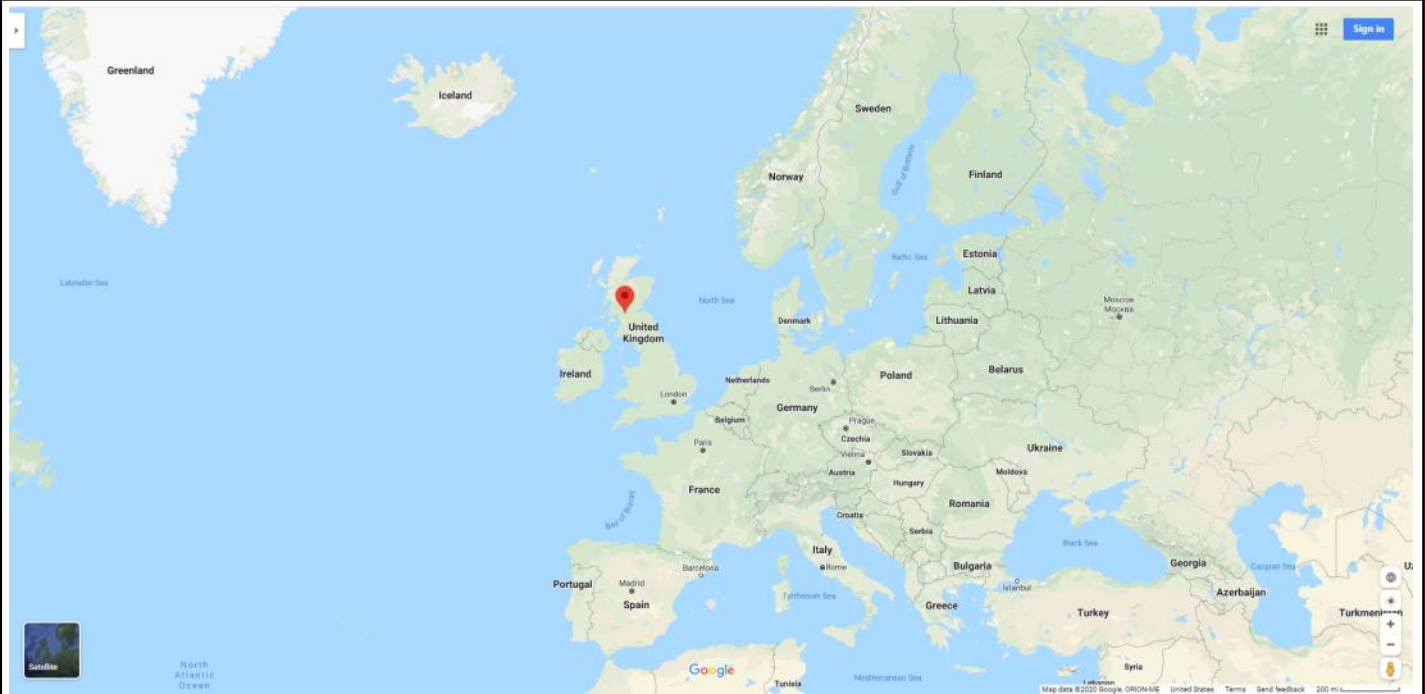 Sign in
Greenland
Iceland
Sweden
Norway
Finland
Gulf of Bothnia
Baltic Sea
Estonia
Labrador Sea
North Sea
Latvia
Moscow
Москва
Denmark
Lithuania
United
Kingdom
Ireland
Netherlands
Berlin
Poland
Belarus
London
Germany
Belgium
Prague
Czechia
Paris
Vienna
Slovakia
Ukraine
Austria
Moldova
Hungary
France
Romania
Bay of Biscay
Croatia
Serbia
Italy
Black Sea
Rome
Bulgaria
Georgia
Caspian Sea
Barcelona
Portugal
Madrid
Spain
Istanbul
Azerbaijan
Tyrrhenian Sea
Greece
Turkey
Turkmenistan
Satellite
North
Atlantic
Ocean
Google
Tunisia
Mediterranean Sea
Syria
Map data ©2020 Google, ORION-ME United States Terms Send feedback 200 mi